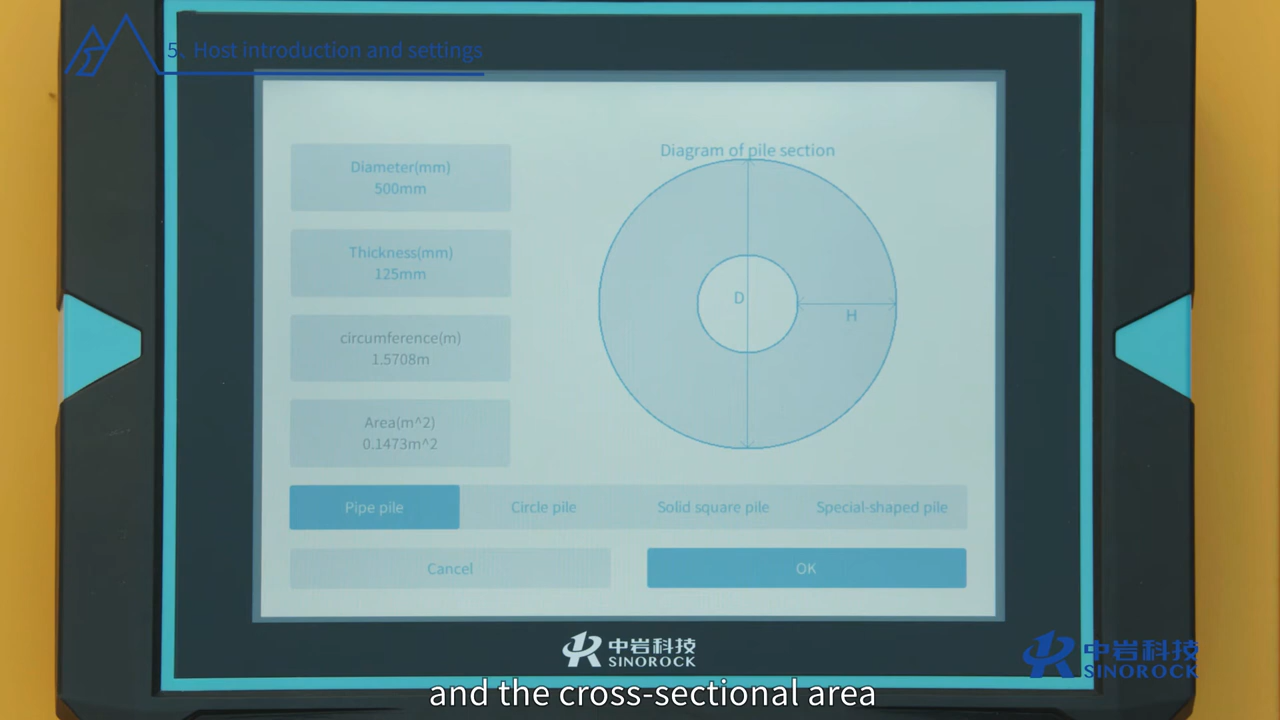 5、Host introduction and settings
Diameter(mm)
500mm
Thickness(mm)
125mm
circumference(m)
1.5708m
Area(m^2)
0.1473m^2
Diagram of pile section
D
H
Pipe pile
Circle pile
Solid square pile
Special-shaped pile
Cancel
OK
中岩科技
SINOROCK
中岩科技
SINOROCK
and the cross-sectional area